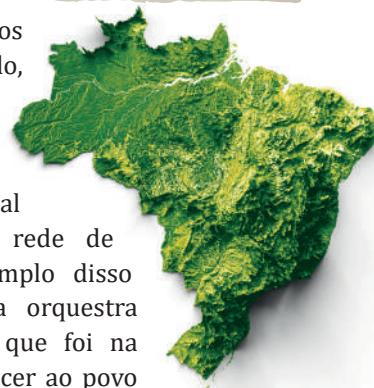 os
lo,
al
rede de
mplo disso
a orquestra
que foi na
cer ao povo